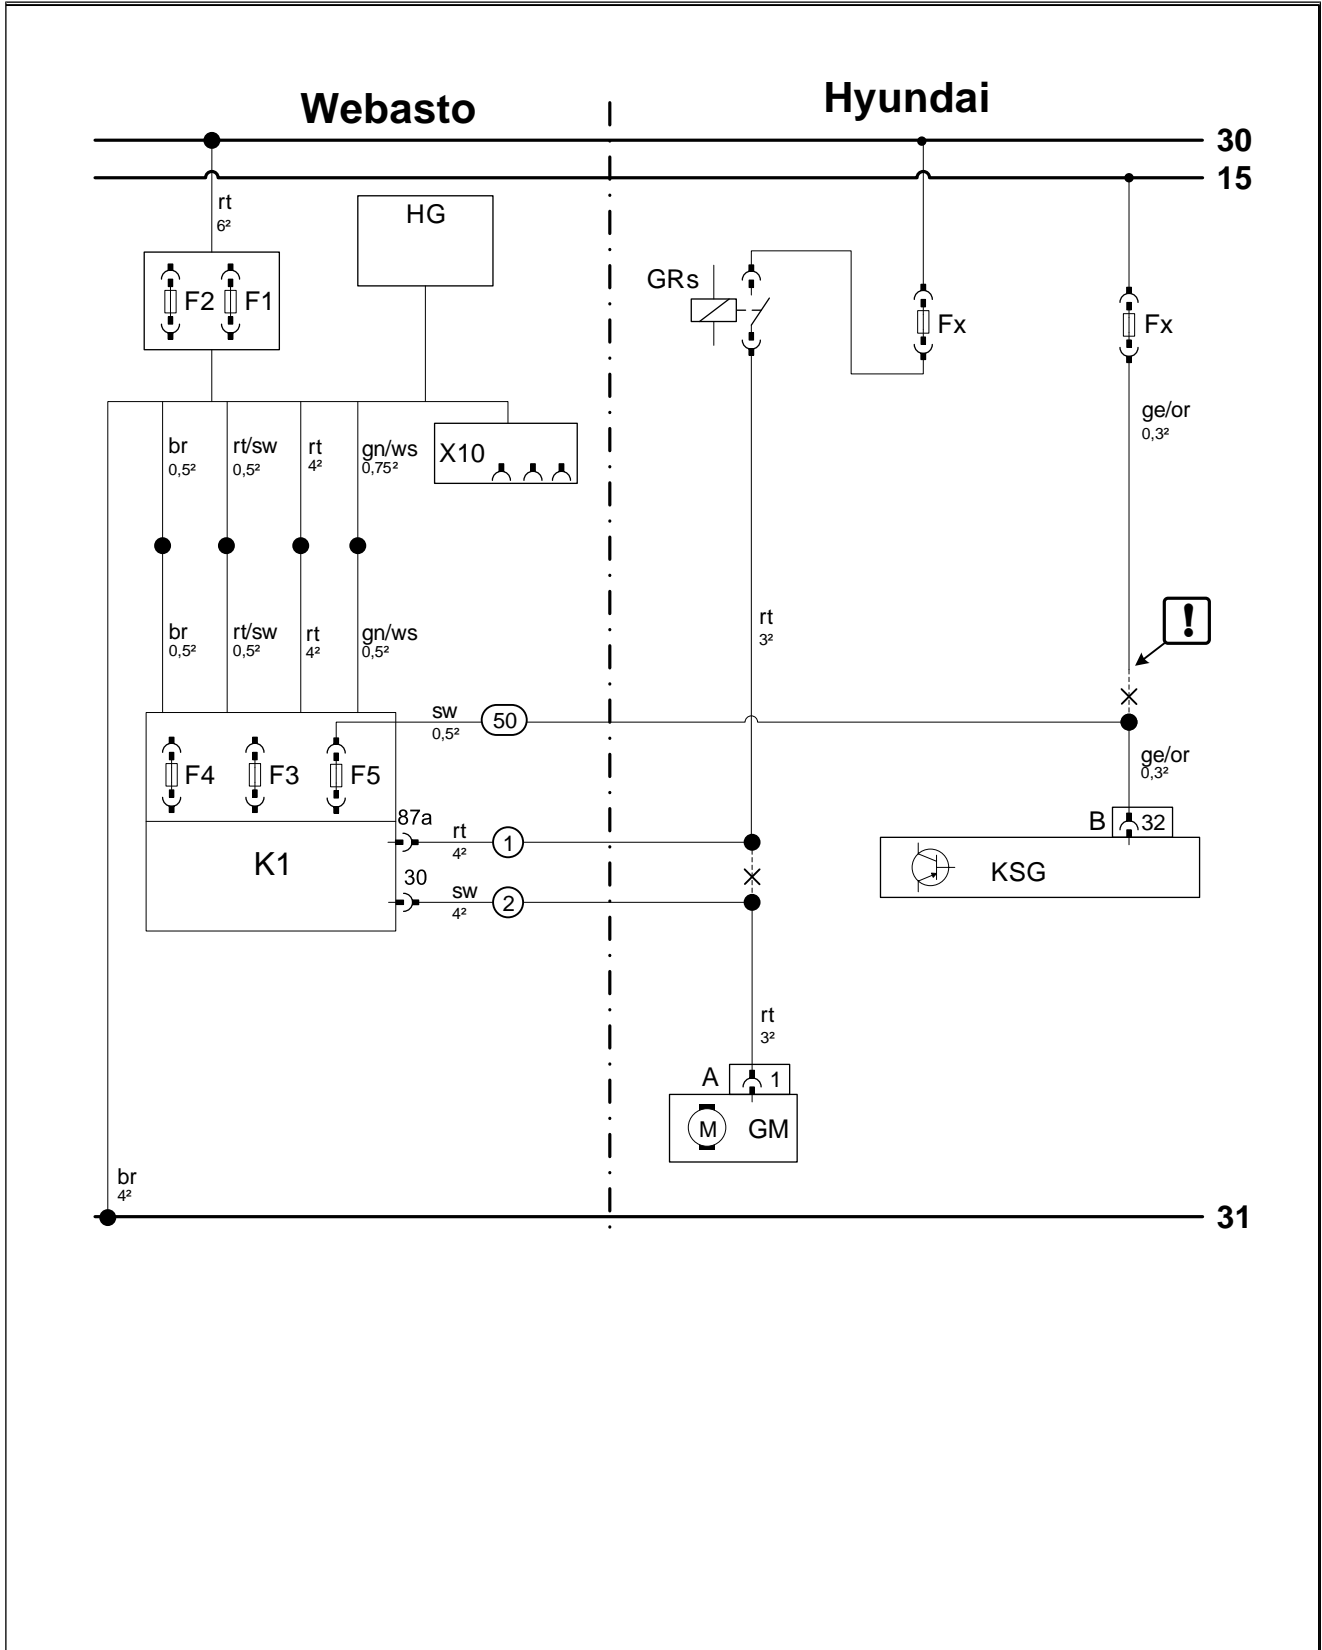 Webasto
Hyundai
30
15
rt
6²
HG
F2
F1
GRs
Fx
Fx
ge/or
0,3²
br
0,5²
rt/sw
0,5²
rt
4²
gn/ws
0,75²
X10
br
0,5²
rt/sw
0,5²
rt
4²
gn/ws
0,5²
rt
3²
!
sw
0,5²
50
ge/or
0,3²
F4
F3
F5
87a
rt
4²
1
B
32
K1
30
sw
4²
2
KSG
rt
3²
A
1
M
GM
br
4²
31